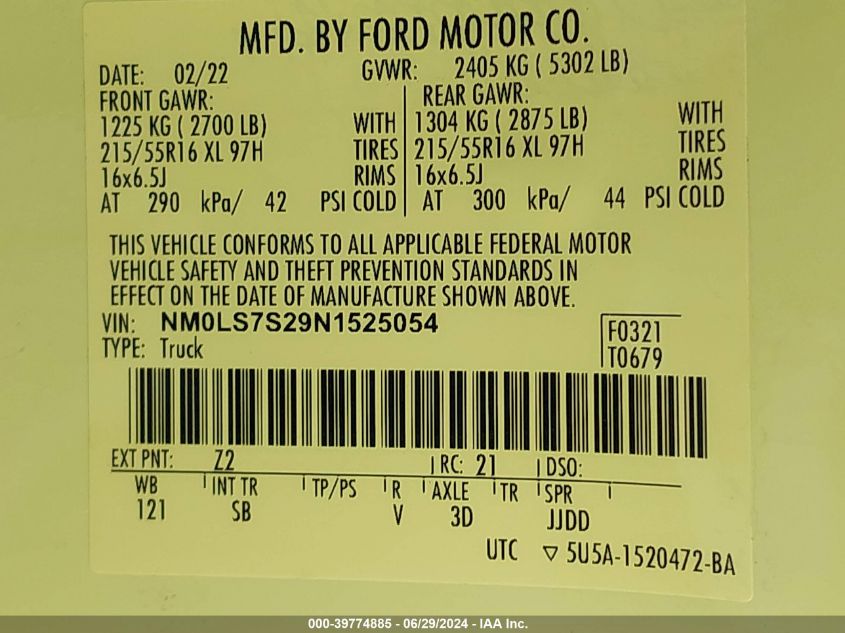 MFD. BY FORD MOTOR CO.
DATE: 02/22 GVWR: 2405 KG ( 5302 LB)
FRONT GAWR: REAR GAWR:
1225 KG ( 2700 LB) WITH 1304 KG ( 2875 LB) WITH
215/55R16 XL 97H TIRES 215/55R16 XL 97H TIRES
16x6.5J RIMS 16x6.5J RIMS
AT 290 kPa/ 42 PSI COLD AT 300 kPa/ 44 PSI COLD
THIS VEHICLE CONFORMS TO ALL APPLICABLE FEDERAL MOTOR
VEHICLE SAFETY AND THEFT PREVENTION STANDARDS IN
EFFECT ON THE DATE OF MANUFACTURE SHOWN ABOVE.
VIN: NM0LS7S29N1525054 F0321
TYPE: Truck T0679
EXT PNT: Z2 RC: 21 DSO:
WB INT TR TP/PS R AXLE TR SPR
121 SB V 3D JJDD
UTC ▽ 5U5A-1520472-BA
000-39774885 - 06/29/2024 - IAA Inc.